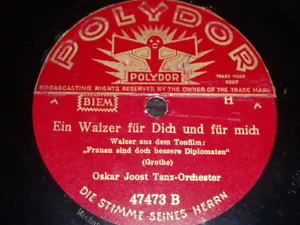 POLYDOR
POLYDOR
TRADE MARK
BROADCASTING RIGHTS RESERVED BY THE OWNER OF THE TRADE MARK
BIEM
H
Ein Walzer für Dich und für mich
Walzer aus dem Tonfilm:
„Frauen sind doch bessere Diplomaten"
(Grothe)
Oskar Joost Tanz-Orchester
47473 B
DIE STIMME SEINES HERRN